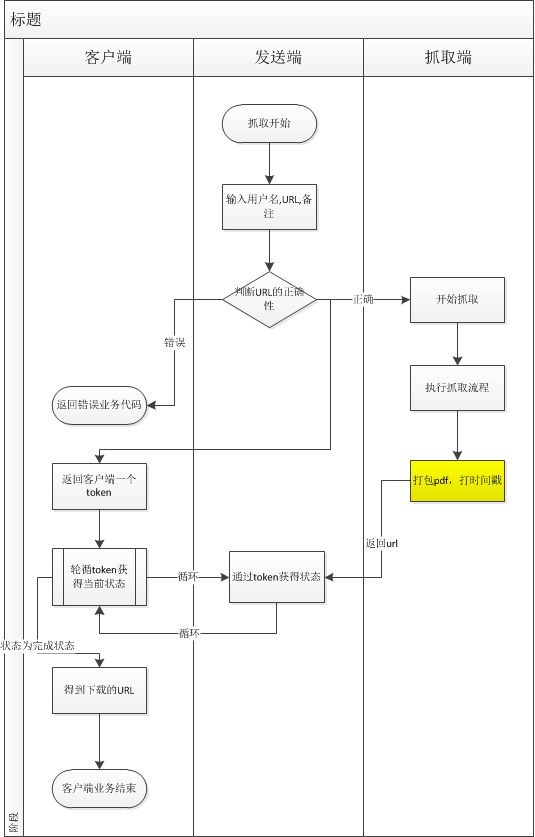 标题
客户端
发送端
抓取端
抓取开始
输入用户名,URL,备
注
判断URL的正确
性
正确
开始抓取
错误
执行抓取流程
返回错误业务代码
返回客户端一个
token
打包pdf，打时间戳
返回url
轮循token获
得当前状态
循环
通过token获得状态
循环
状态为完成状态
得到下载的URL
客户端业务结束
阶段